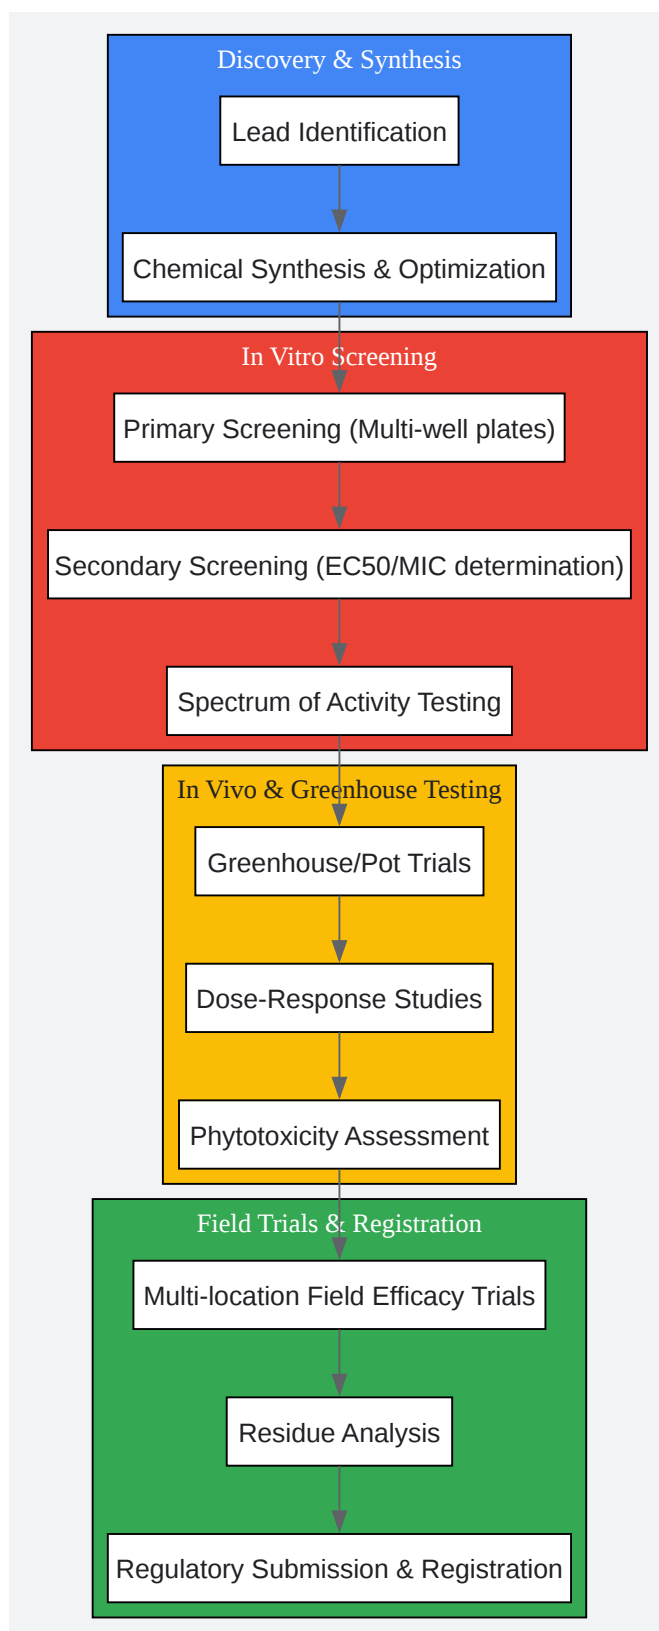 Discovery & Synthesis
Lead Identification
Chemical Synthesis & Optimization
In Vitro Screening
Primary Screening (Multi-well plates)
Secondary Screening (EC50/MIC determination)
Spectrum of Activity Testing
In Vivo & Greenhouse Testing
Greenhouse/Pot Trials
Dose-Response Studies
Phytotoxicity Assessment
Field Trials & Registration
Multi-location Field Efficacy Trials
Residue Analysis
Regulatory Submission & Registration